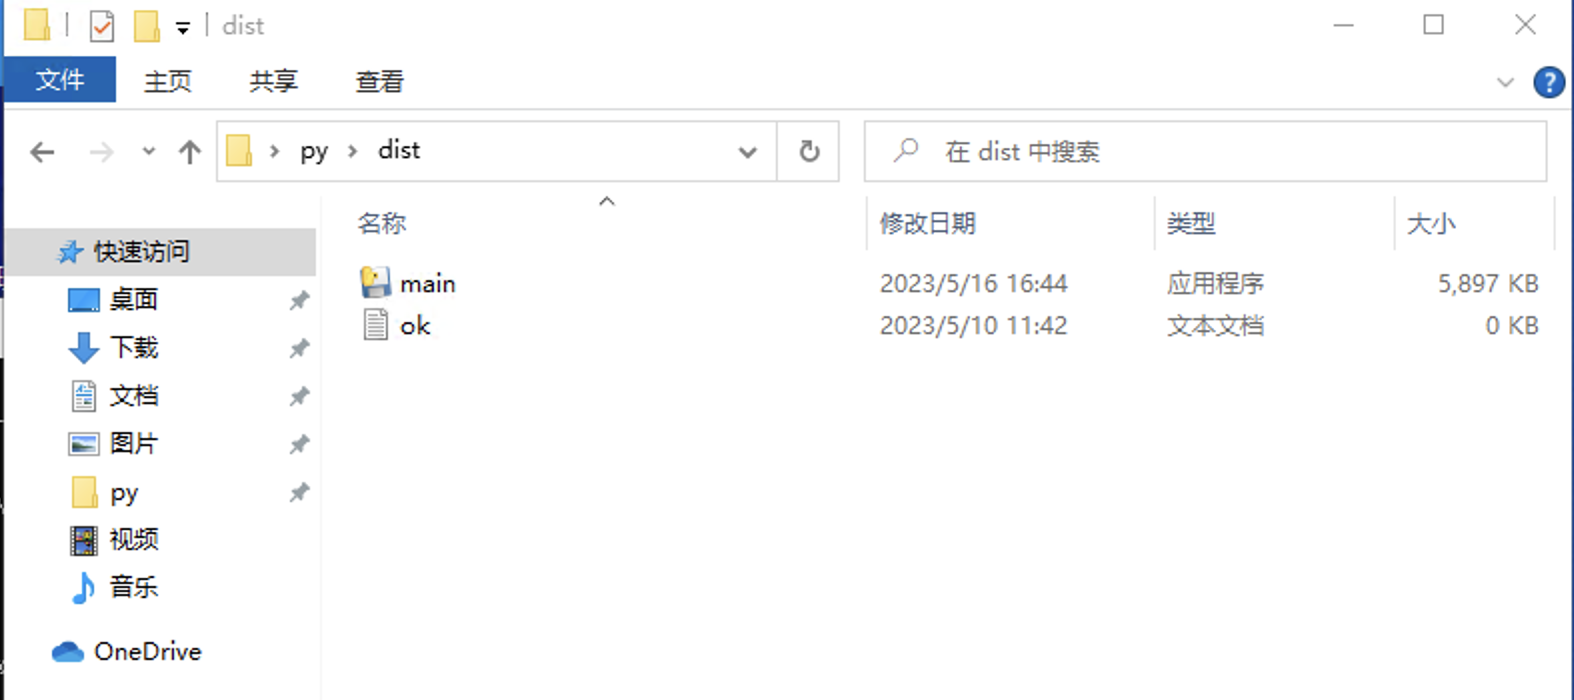 dist
文件 主页 共享 查看
py dist 在 dist 中搜索
名称 修改日期 类型 大小
快速访问
main 2023/5/16 16:44 应用程序 5,897 KB
桌面
ok 2023/5/10 11:42 文本文档 0 KB
下载
文档
图片
py
视频
音乐
OneDrive